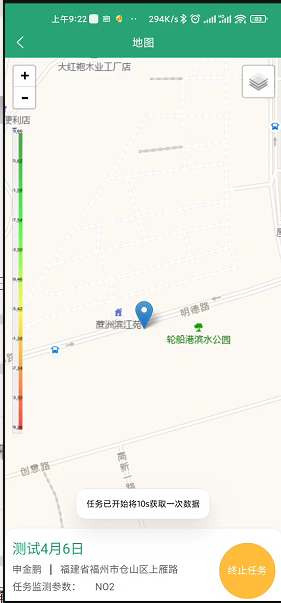 上午9:22
294K/s
83
地图
大红袍木业工厂店
便利店
+
-
明德路
蔗洲滨江苑
轮船港滨水公园
路
创意路
高新一路
任务已开始将10s获取一次数据
测试4月6日
申金鹏 | 福建省福州市仓山区上雁路
任务监测参数: NO2
终止任务